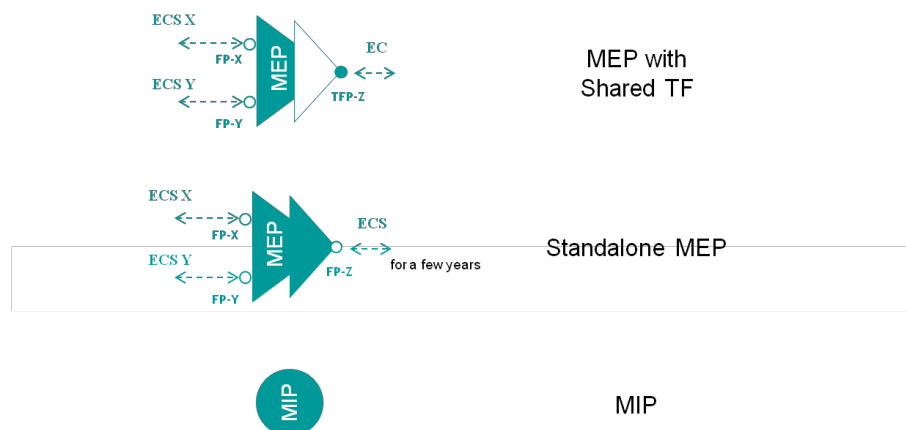 ECS X
EC
FP-X
MEP
MEP with
Shared TF
ECS Y
TFP-Z
FP-Y
ECS X
ECS
FP-X
MEP
Standalone MEP
ECS Y
for a few years
FP-Z
FP-Y
MIP
MIP